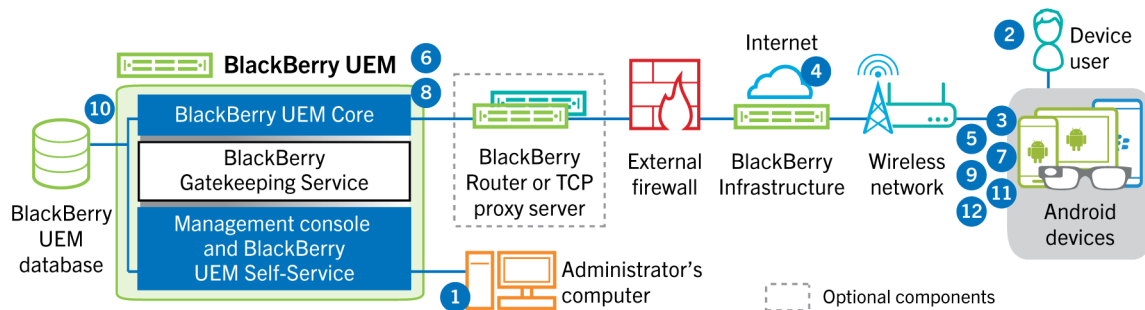 BlackBerry UEM
6
8
10
BlackBerry UEM Core
BlackBerry
Gatekeeping Service
Management console
and BlackBerry
UEM Self-Service
BlackBerry
UEM
database
BlackBerry
Router or TCP
proxy server
External
firewall
Internet
4
BlackBerry
Infrastructure
Wireless
network
2
Device
user
3
5
7
9
11
12
Android
devices
1
Administrator's
computer
Optional components